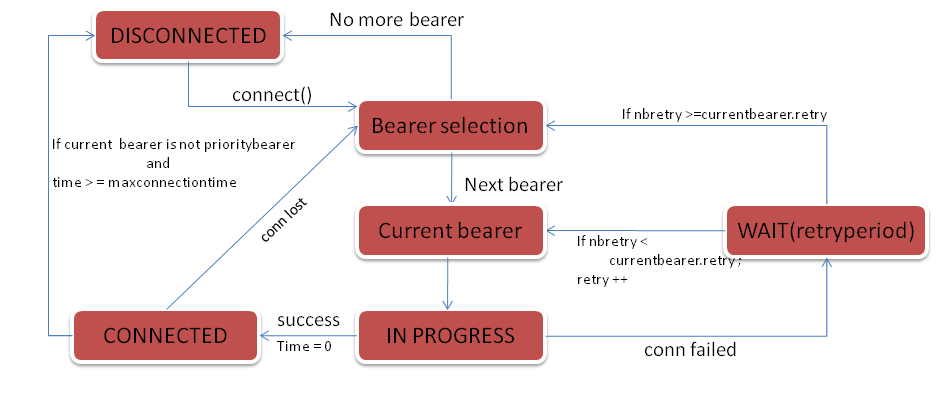 No more bearer
DISCONNECTED
connect()
If nbretry >=currentbearer.retry
Bearer selection
If current bearer is not prioritybearer
and
time > = maxconnectiontime
Next bearer
conn lost
Current bearer
WAIT(retryperiod)
If nbretry <
currentbearer.retry ;
retry ++
success
CONNECTED
Time = 0
IN PROGRESS
conn failed